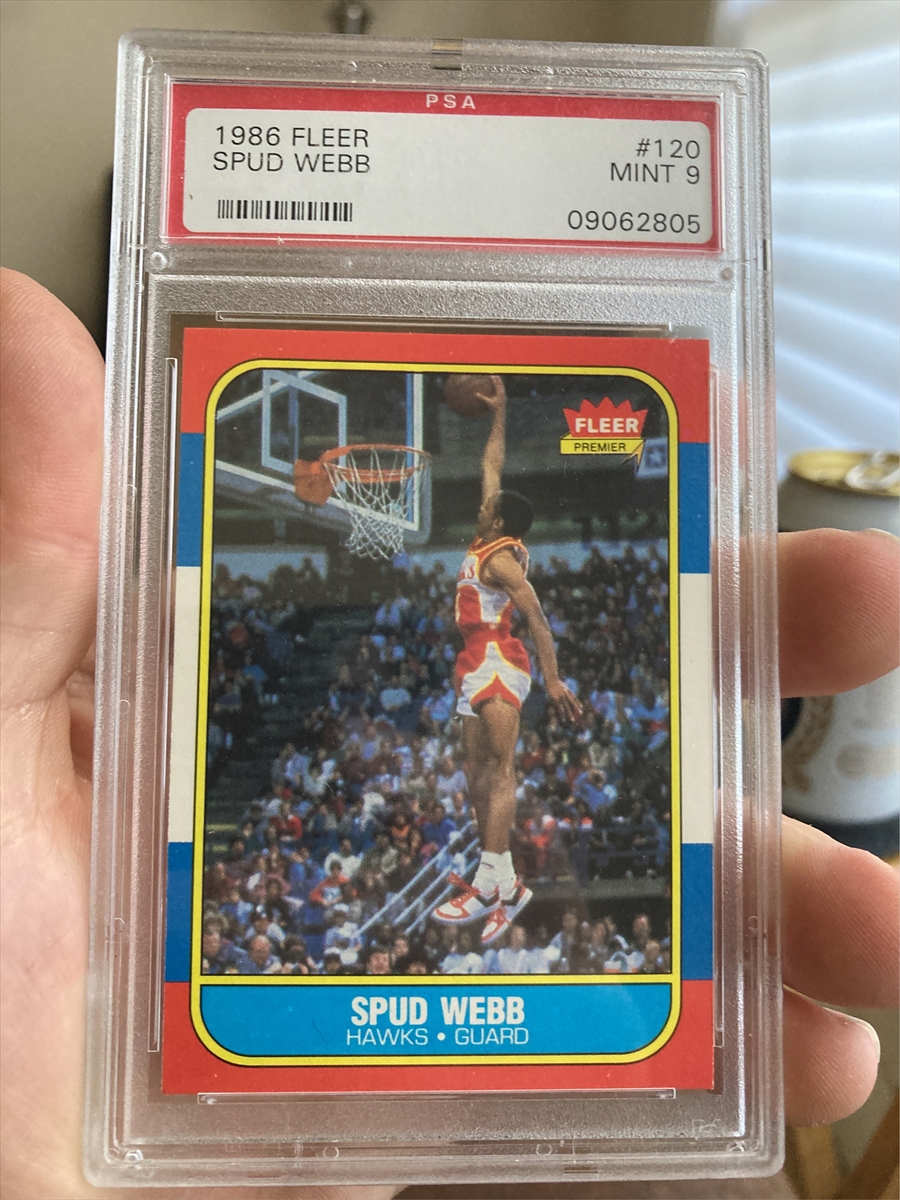 PSA
1986 FLEER
SPUD WEBB
#120
MINT 9
09062805
FLEER
PREMIER
SPUD WEBB
HAWKS • GUARD